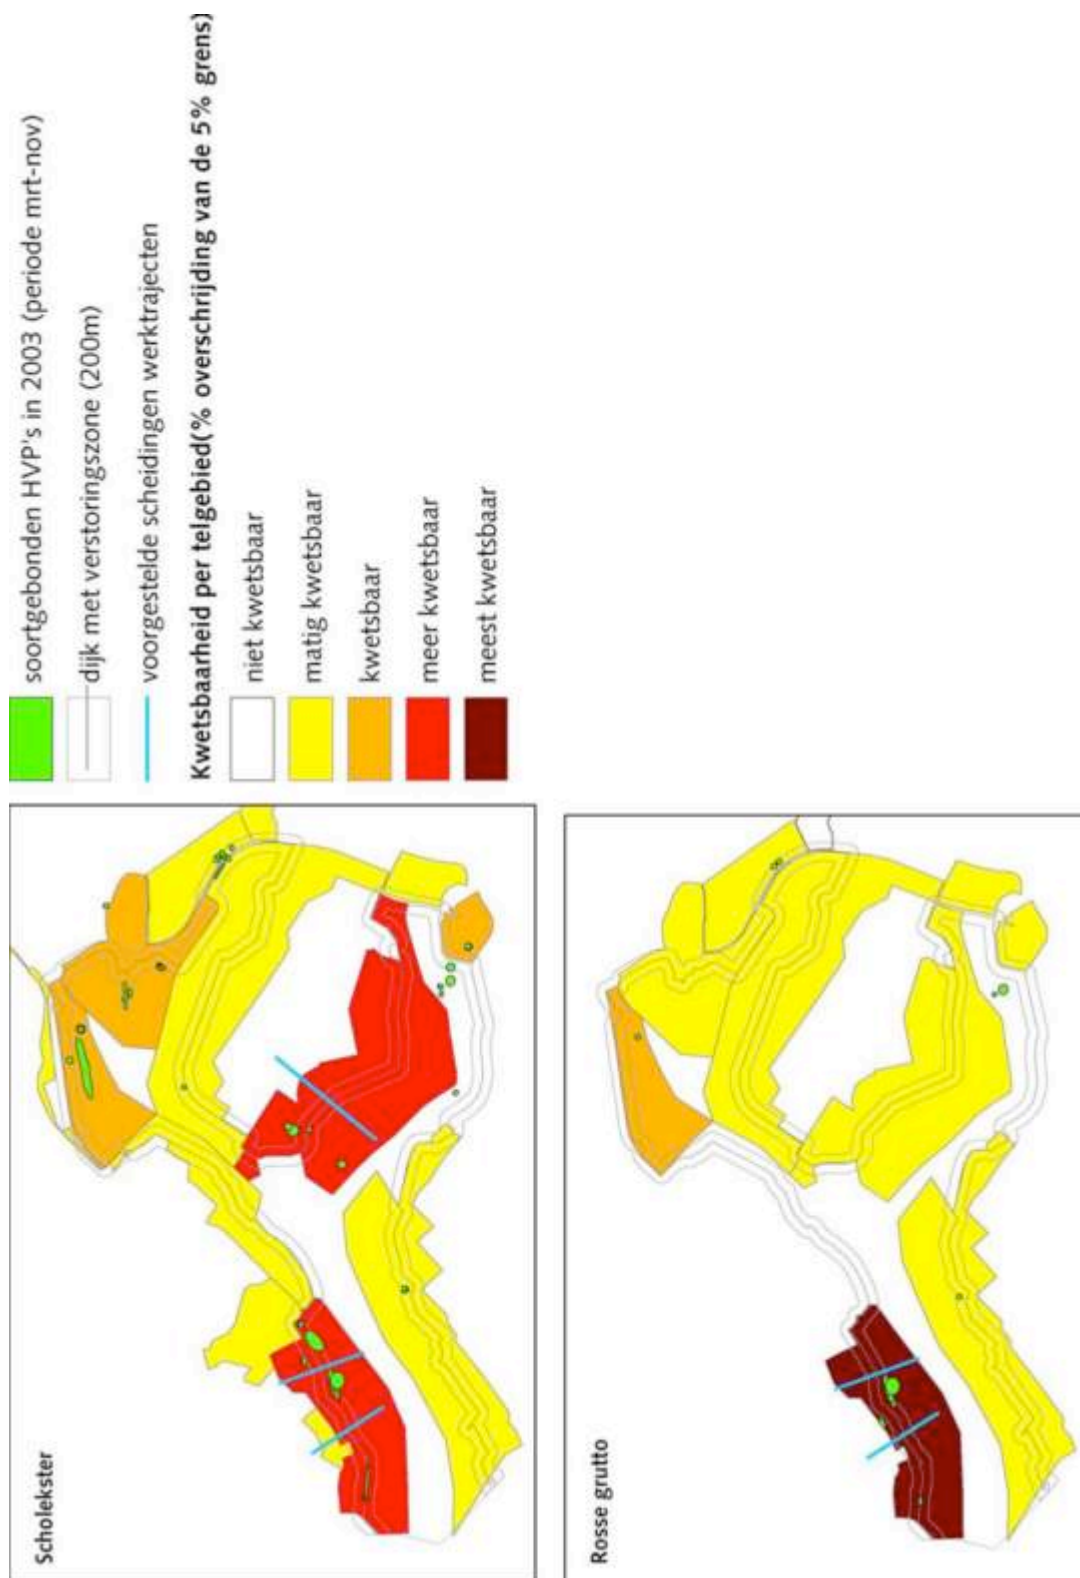 soortgebonden HVP's in 2003 (periode mrt-nov)
dijk met verstoringszone (200m)
voorgestelde scheidingen werktrajecten
Kwetsbaarheid per telgebied(% overschrijding van de 5% grens)
niet kwetsbaar
matig kwetsbaar
kwetsbaar
meer kwetsbaar
meest kwetsbaar
Scholekster
Rosse grutto